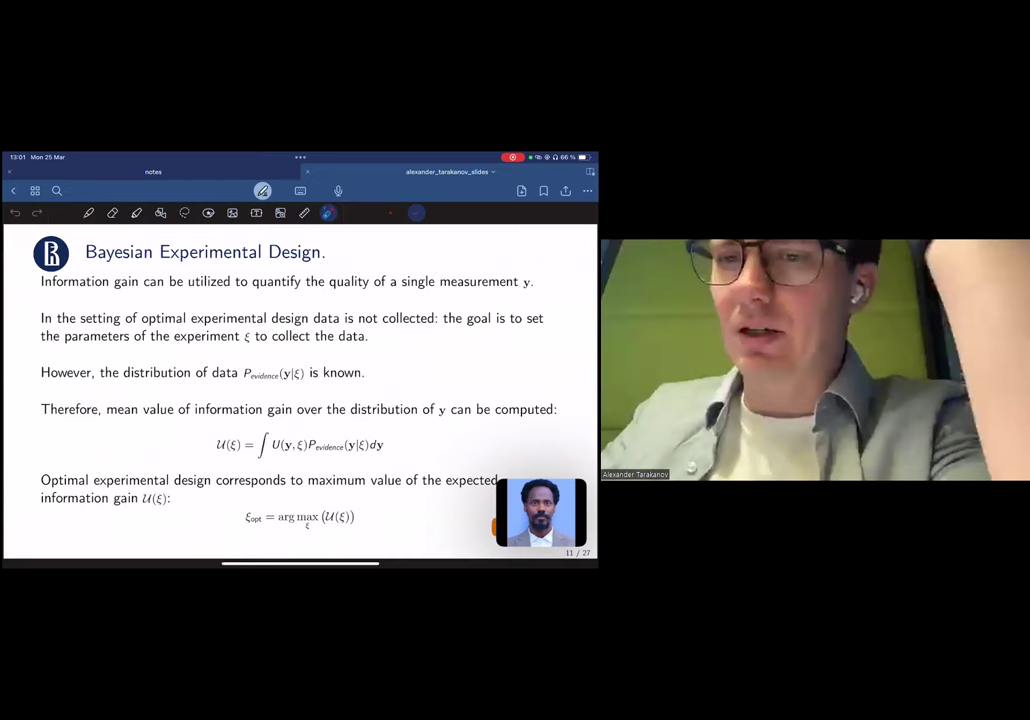 13:01 Mon 25 Mar
66 %
notes
alexander_tarakanov_slides
Bayesian Experimental Design.
Information gain can be utilized to quantify the quality of a single measurement y.
In the setting of optimal experimental design data is not collected: the goal is to set
the parameters of the experiment ξ to collect the data.
However, the distribution of data P_evidence(y|ξ) is known.
Therefore, mean value of information gain over the distribution of y can be computed:
𝒰(ξ) = ∫ U(y, ξ)P_evidence(y|ξ)dy
Optimal experimental design corresponds to maximum value of the expected
information gain 𝒰(ξ):
ξ_opt = arg max_ξ (𝒰(ξ))
11 / 27
Alexander Tarakanov